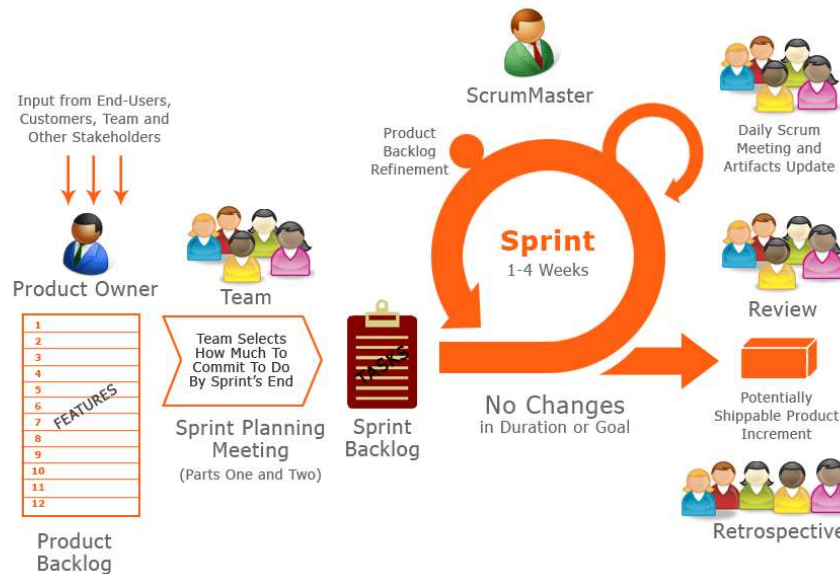 Input from End-Users,
Customers, Team and
Other Stakeholders
Product Owner
1
2
3
4
5
6
7
8
9
10
11
12
FEATURES
Product
Backlog
Team
Team Selects
How Much To
Commit To Do
By Sprint's End
Sprint Planning
Meeting
(Parts One and Two)
TASKS
Sprint
Backlog
ScrumMaster
Product
Backlog
Refinement
Sprint
1-4 Weeks
No Changes
in Duration or Goal
Daily Scrum
Meeting and
Artifacts Update
Review
Potentially
Shippable Product
Increment
Retrospective